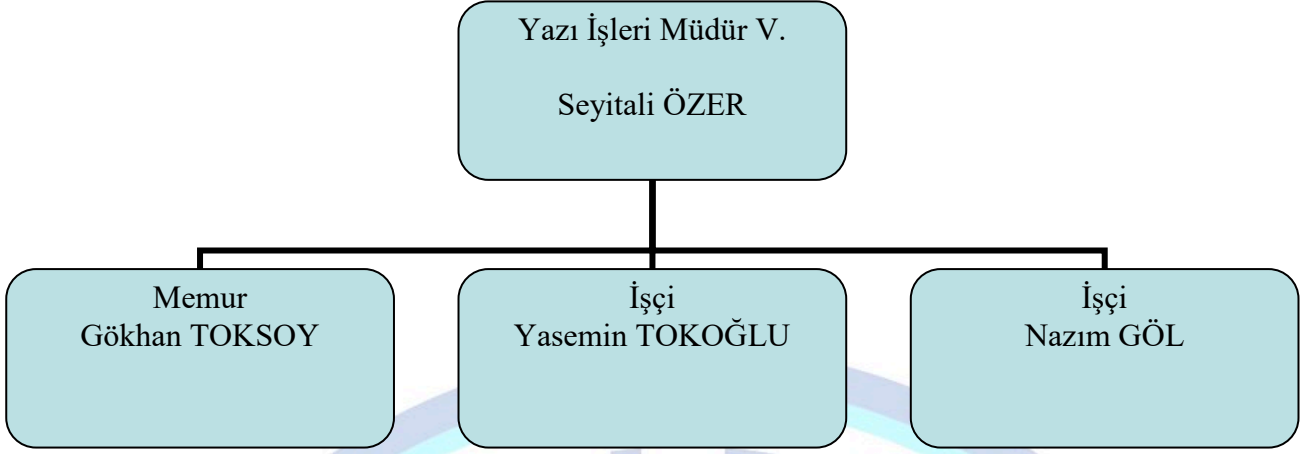 Yazı İşleri Müdür V.
Seyitali ÖZER
Memur
Gökhan TOKSOY
İşçi
Yasemin TOKOĞLU
İşçi
Nazım GÖL